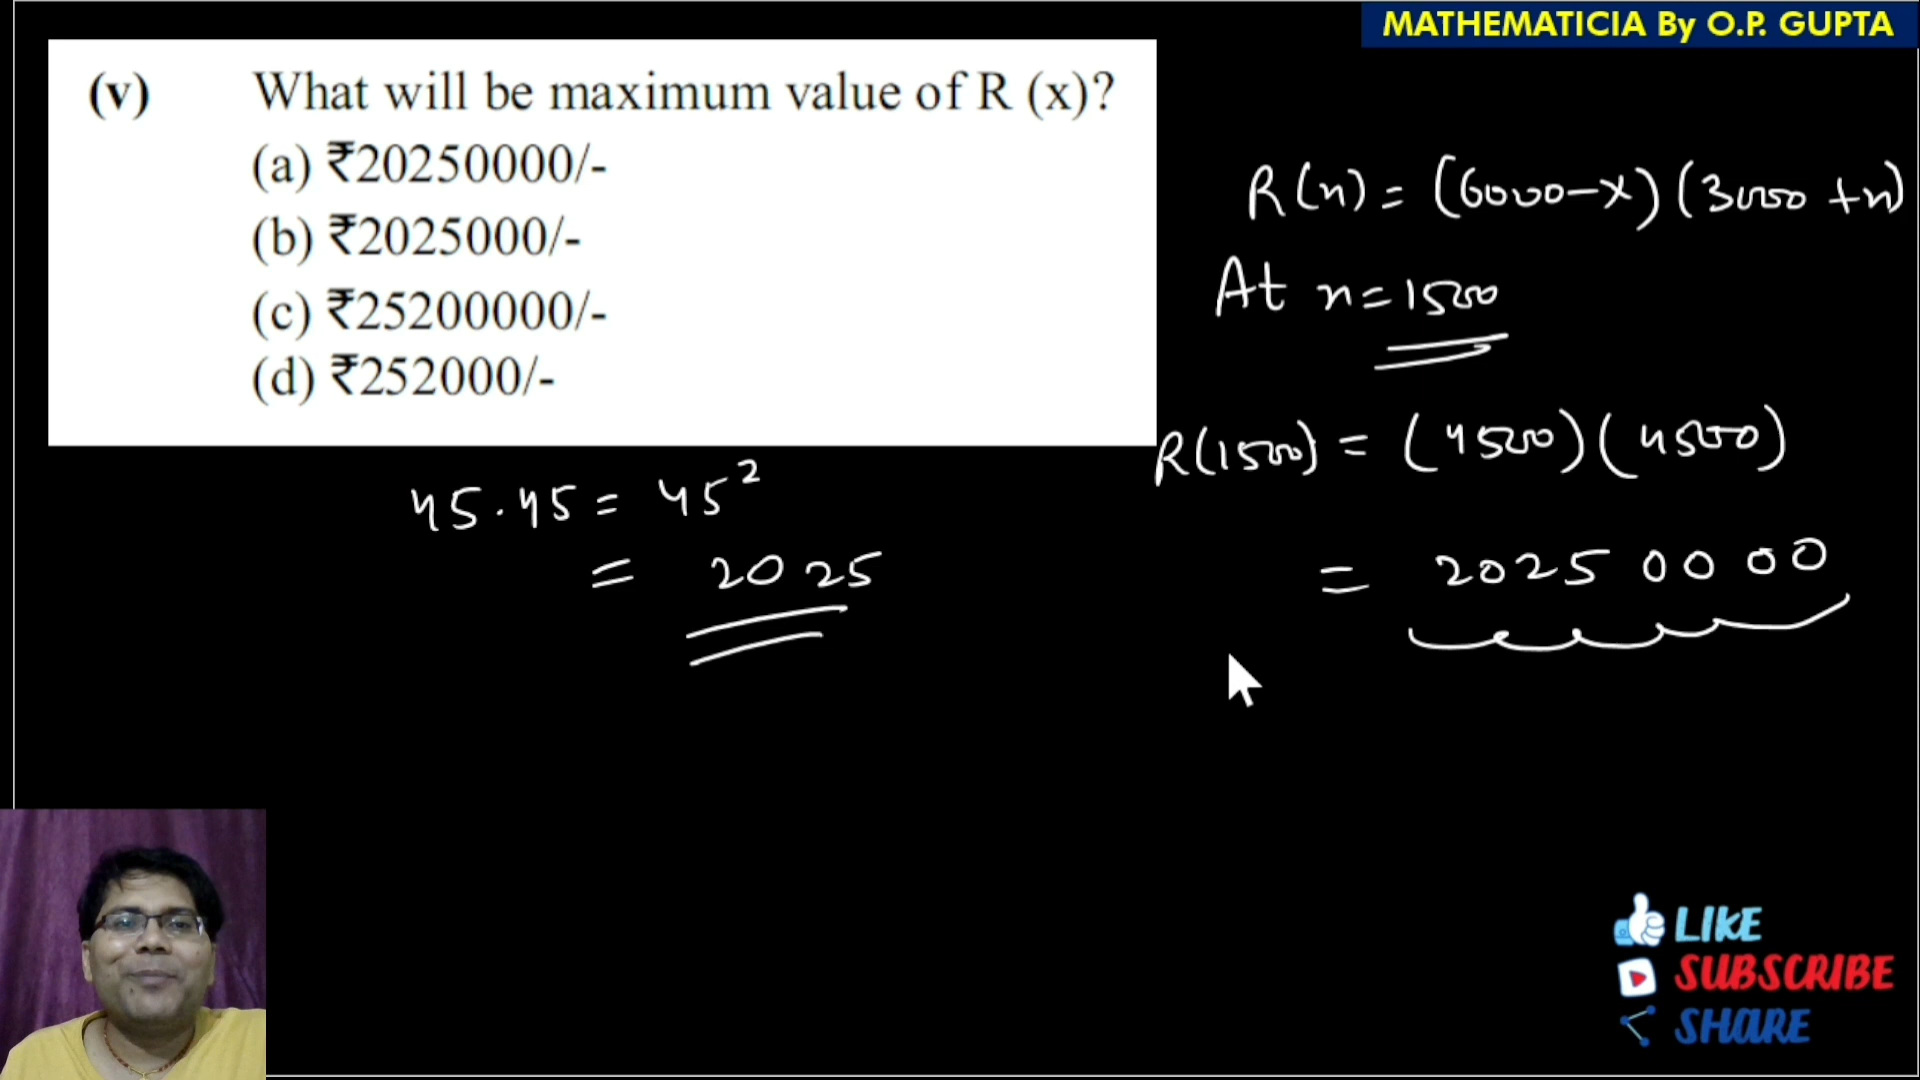 MATHEMATICIA By O.P. GUPTA
(v) What will be maximum value of R (x)?
(a) ₹20250000/-
(b) ₹2025000/-
(c) ₹25200000/-
(d) ₹252000/-
R(x) = (6000-x)(3000+x)
At x=1500
R(1500) = (4500)(4500)
= 20250000
45.45 = 45²
= 2025
LIKE
SUBSCRIBE
SHARE